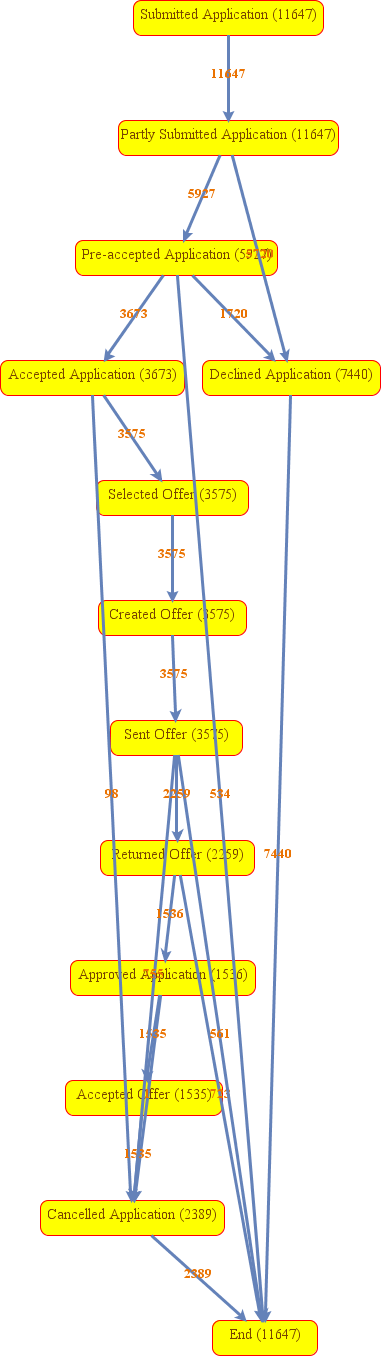 Submitted Application (11647)
11647
Partly Submitted Application (11647)
5927
Pre-accepted Application (5927)
3673
1720
Accepted Application (3673)
Declined Application (7440)
3575
Selected Offer (3575)
3575
Created Offer (3575)
3575
Sent Offer (3575)
98
2259
534
7440
Returned Offer (2259)
1536
Approved Application (1536)
1535
561
Accepted Offer (1535)
1535
Cancelled Application (2389)
2389
End (11647)